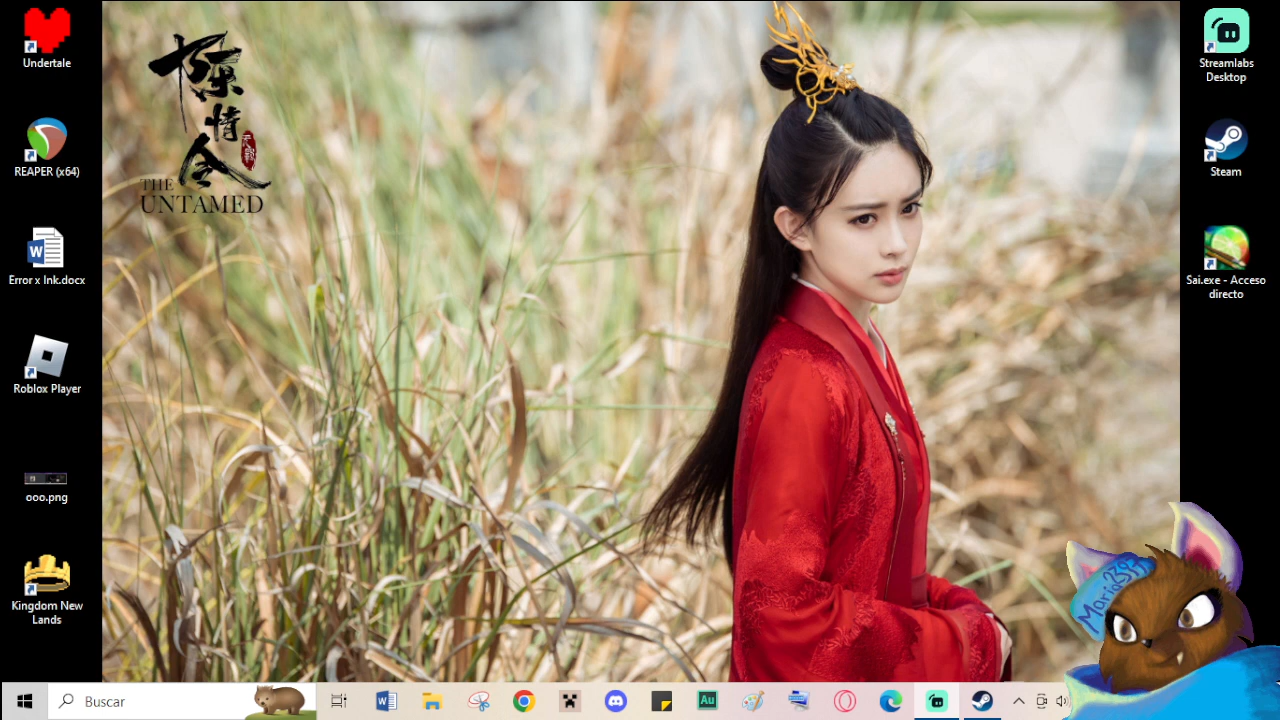 Undertale
REAPER (x64)
Error x Ink.docx
Roblox Player
ooo.png
Kingdom New
Lands
陈
情
令
THE
UNTAMED
Streamlabs
Desktop
Steam
Sai.exe - Acceso
directo
Buscar
Au